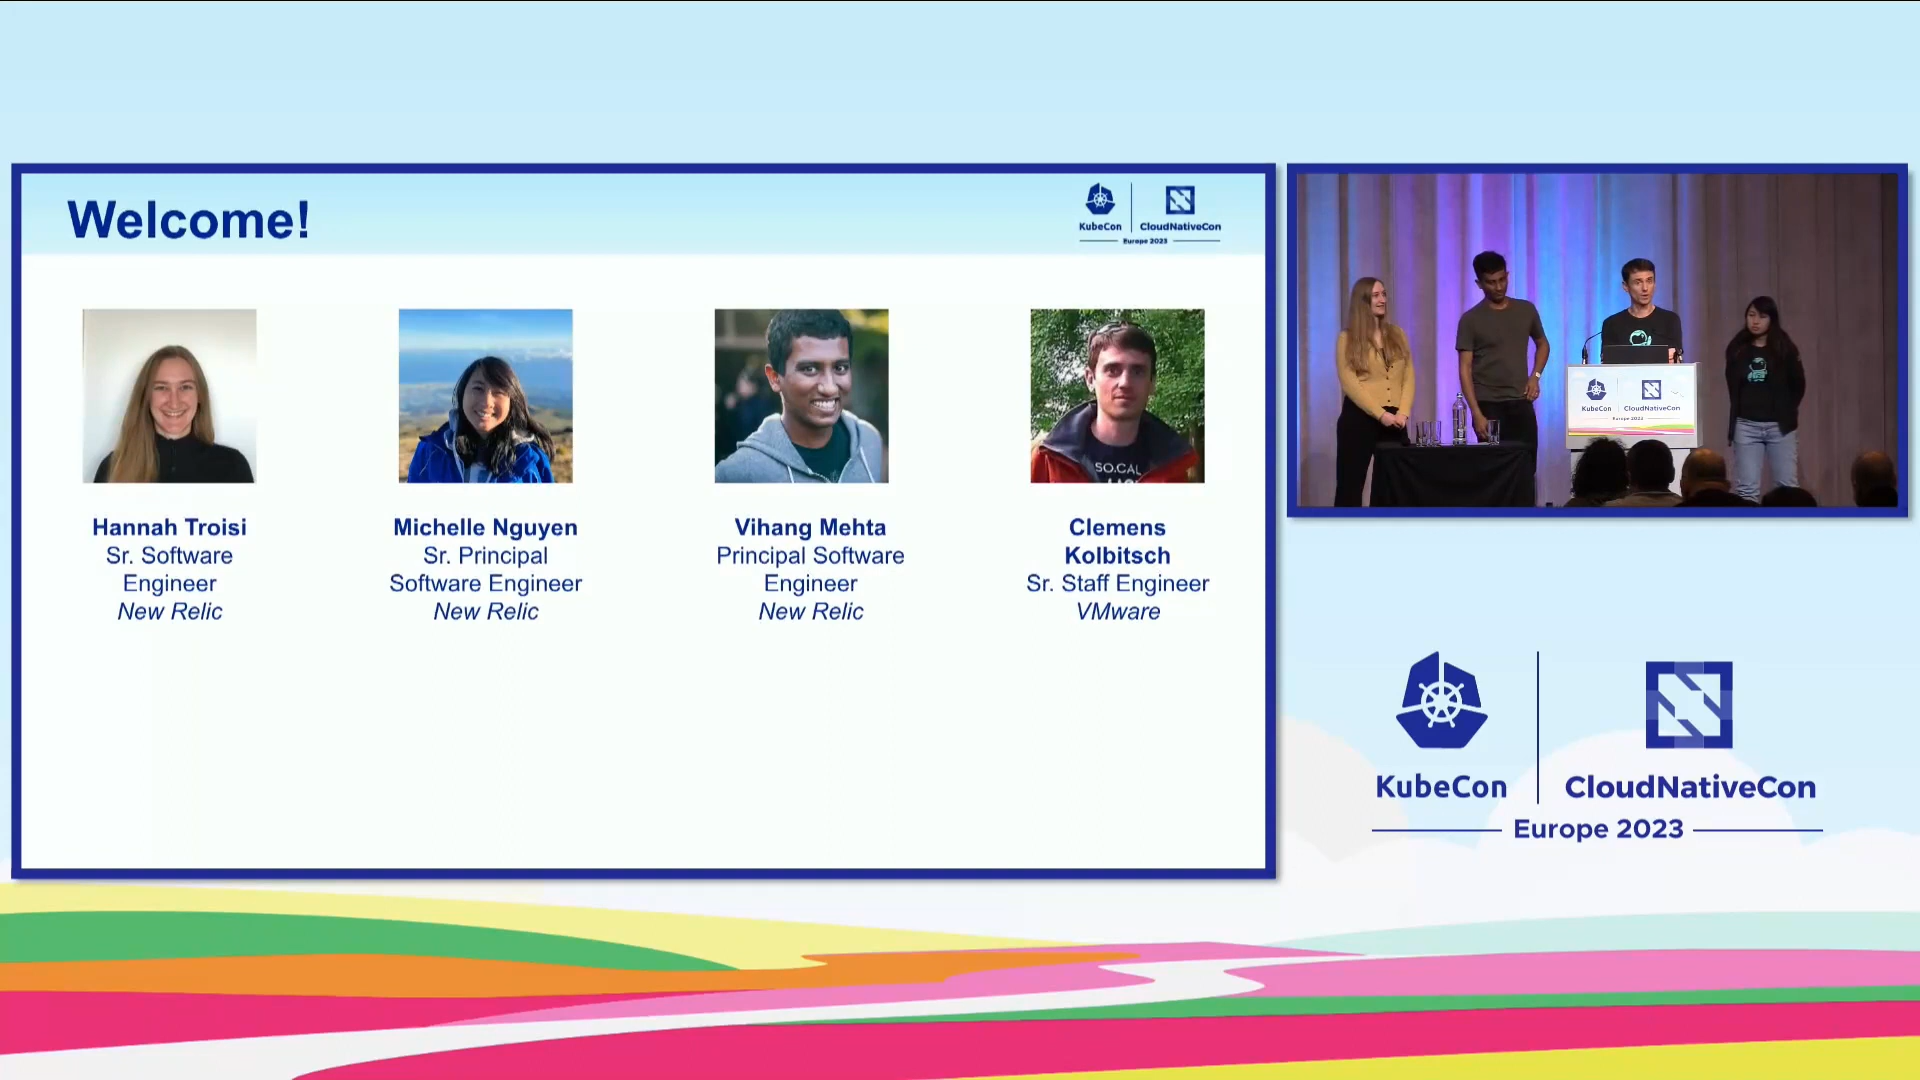 Welcome!
KubeCon
CloudNativeCon
Europe 2023
Hannah Troisi
Sr. Software
Engineer
New Relic
Michelle Nguyen
Sr. Principal
Software Engineer
New Relic
Vihang Mehta
Principal Software
Engineer
New Relic
SO.CAL
Clemens
Kolbitsch
Sr. Staff Engineer
VMware
KubeCon
CloudNativeCon
Europe 2023
KubeCon
CloudNativeCon
Europe 2023